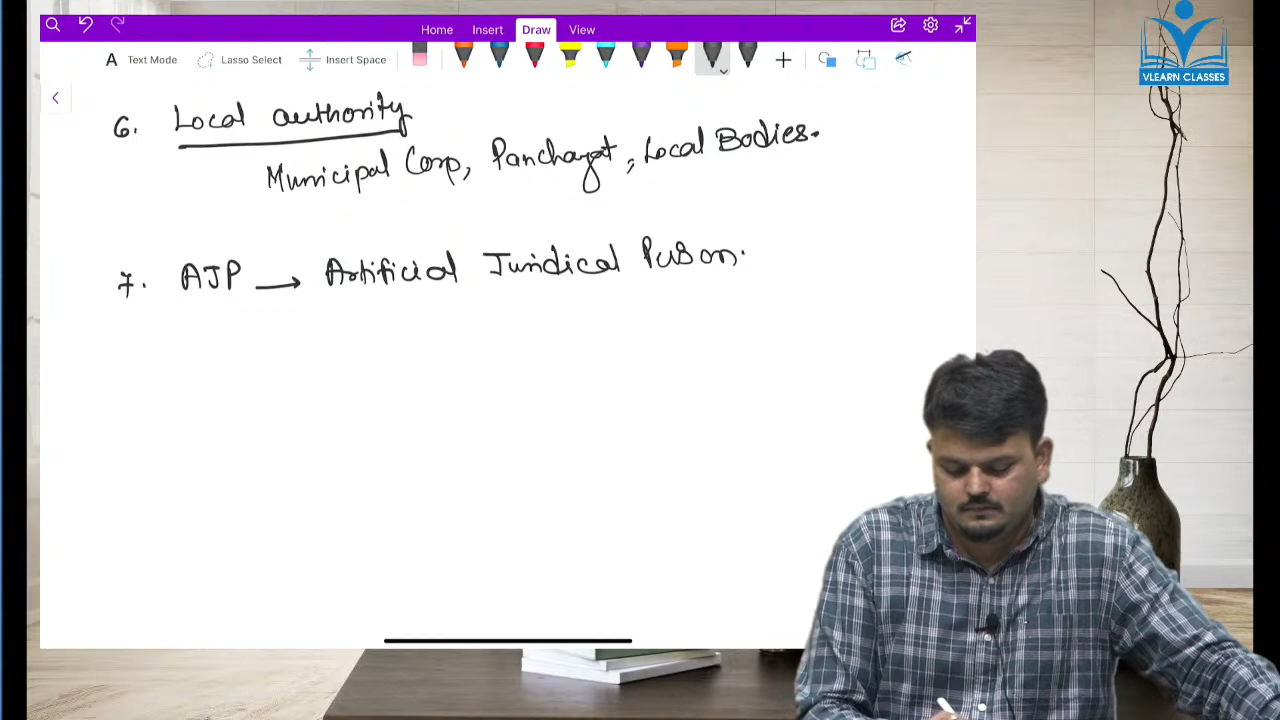 Home Insert Draw View
VLEARN CLASSES
A Text Mode Lasso Select Insert Space
6. Local authority
Municipal Corp, Panchayat, Local Bodies.
7. AJP → Artificial Juridical Person.